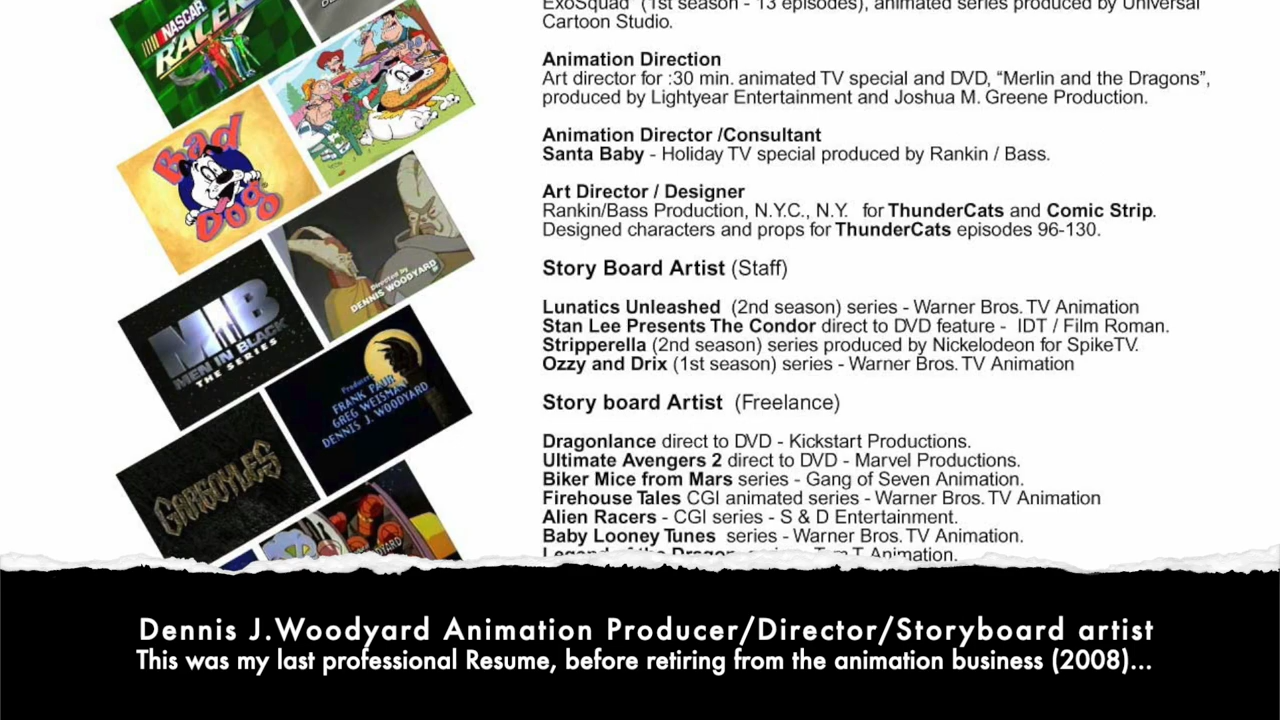 NASCAR
RACERS
Bad
Dog
Directed by
DENNIS WOODYARD
MIB
MEN IN BLACK
THE SERIES
Producers
FRANK PAUR
GREG WEISMAN
DENNIS J. WOODYARD
GARGOYLES
ExoSquad" (1st season - 13 episodes), animated series produced by Universal
Cartoon Studio.
Animation Direction
Art director for :30 min. animated TV special and DVD, “Merlin and the Dragons”,
produced by Lightyear Entertainment and Joshua M. Greene Production.
Animation Director /Consultant
Santa Baby - Holiday TV special produced by Rankin / Bass.
Art Director / Designer
Rankin/Bass Production, N.Y.C., N.Y. for ThunderCats and Comic Strip.
Designed characters and props for ThunderCats episodes 96-130.
Story Board Artist (Staff)
Lunatics Unleashed (2nd season) series - Warner Bros. TV Animation
Stan Lee Presents The Condor direct to DVD feature - IDT / Film Roman.
Stripperella (2nd season) series produced by Nickelodeon for SpikeTV.
Ozzy and Drix (1st season) series - Warner Bros. TV Animation
Story board Artist (Freelance)
Dragonlance direct to DVD - Kickstart Productions.
Ultimate Avengers 2 direct to DVD - Marvel Productions.
Biker Mice from Mars series - Gang of Seven Animation.
Firehouse Tales CGI animated series - Warner Bros. TV Animation
Alien Racers - CGI series - S & D Entertainment.
Baby Looney Tunes series - Warner Bros. TV Animation.
Animation.
Dennis J.Woodyard Animation Producer/Director/Storyboard artist
This was my last professional Resume, before retiring from the animation business (2008)...